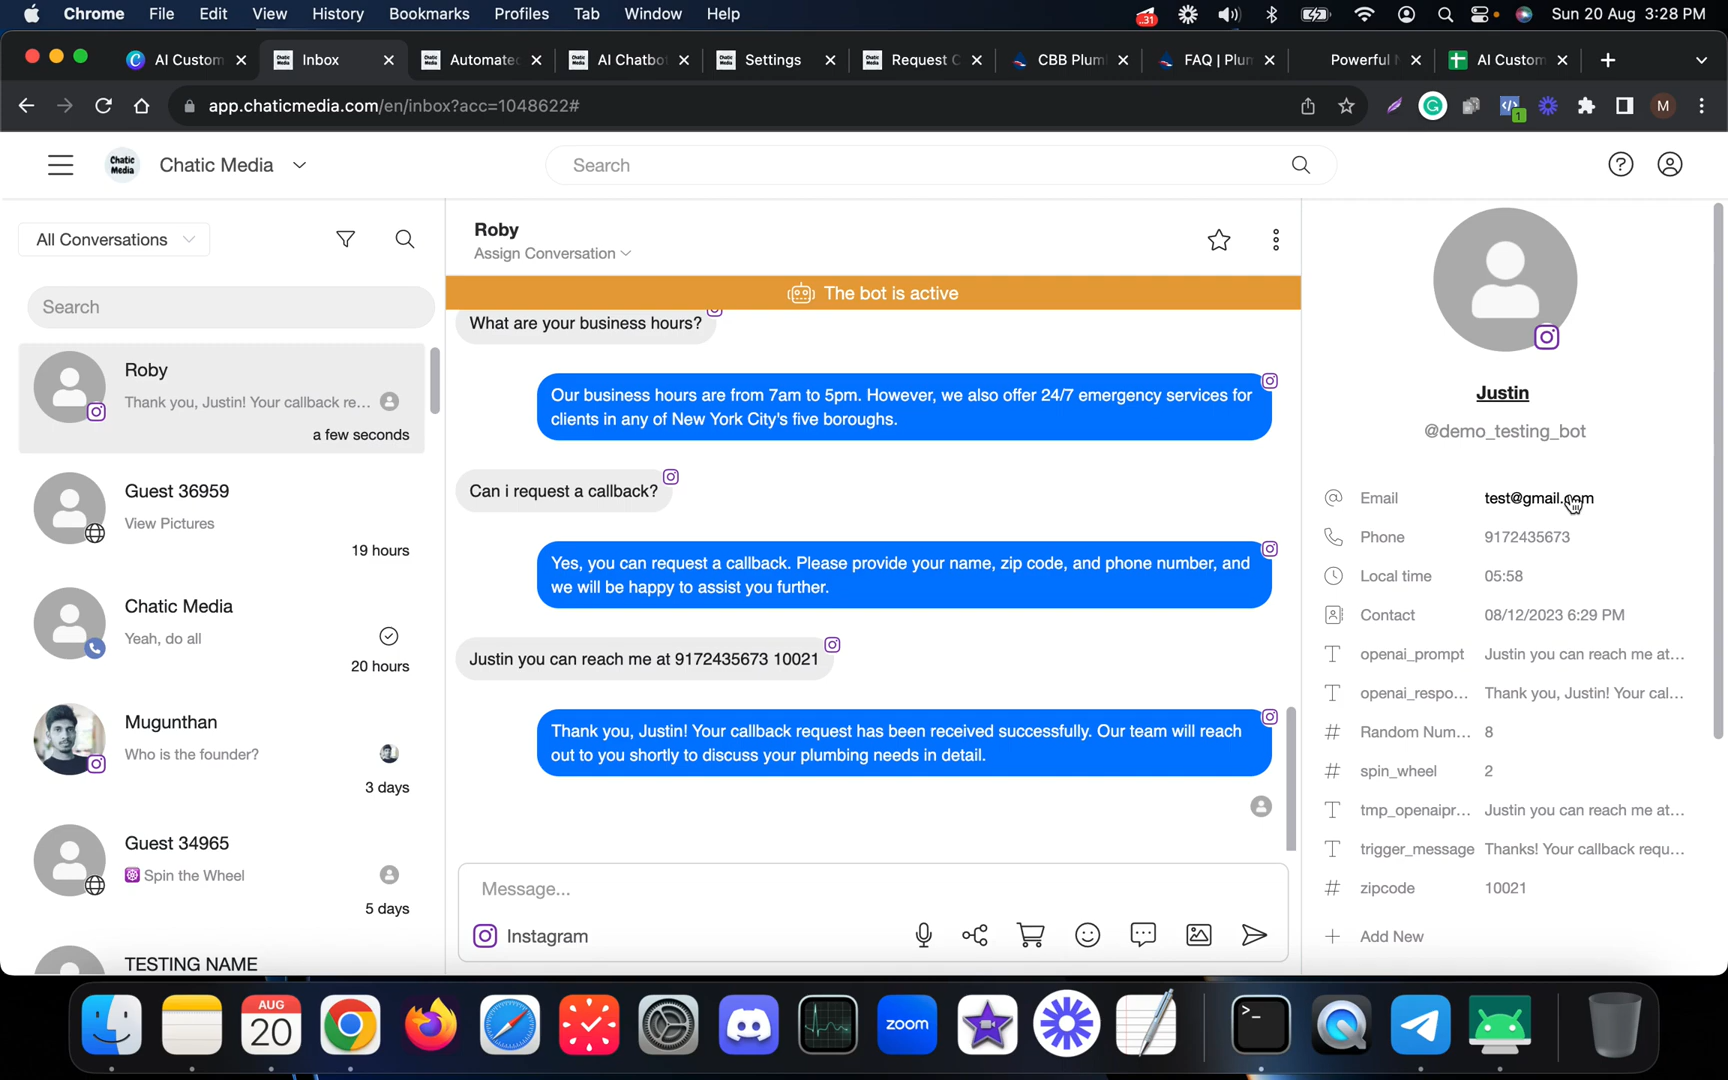 Chrome File Edit View History Bookmarks Profiles Tab Window Help
31
Sun 20 Aug 3:28 PM
AI Custom
Inbox
Automate
AI Chatbo
Settings
Request C
CBB Plum
FAQ | Plun
Powerful
AI Custom
app.chaticmedia.com/en/inbox?acc=1048622#
1
M
Chatic Media
Chatic Media
Search
All Conversations
Search
Roby
Thank you, Justin! Your callback re...
a few seconds
Guest 36959
View Pictures
19 hours
Chatic Media
Yeah, do all
20 hours
Mugunthan
Who is the founder?
3 days
Guest 34965
Spin the Wheel
5 days
TESTING NAME
Roby
Assign Conversation
The bot is active
What are your business hours?
Our business hours are from 7am to 5pm. However, we also offer 24/7 emergency services for
clients in any of New York City's five boroughs.
Can i request a callback?
Yes, you can request a callback. Please provide your name, zip code, and phone number, and
we will be happy to assist you further.
Justin you can reach me at 9172435673 10021
Thank you, Justin! Your callback request has been received successfully. Our team will reach
out to you shortly to discuss your plumbing needs in detail.
Message...
Instagram
Justin
@demo_testing_bot
Email test@gmail.com
Phone 9172435673
Local time 05:58
Contact 08/12/2023 6:29 PM
openai_prompt Justin you can reach me at...
openai_respo... Thank you, Justin! Your cal...
Random Num... 8
spin_wheel 2
tmp_openaipr... Justin you can reach me at...
trigger_message Thanks! Your callback requ...
zipcode 10021
Add New
AUG
20
zoom